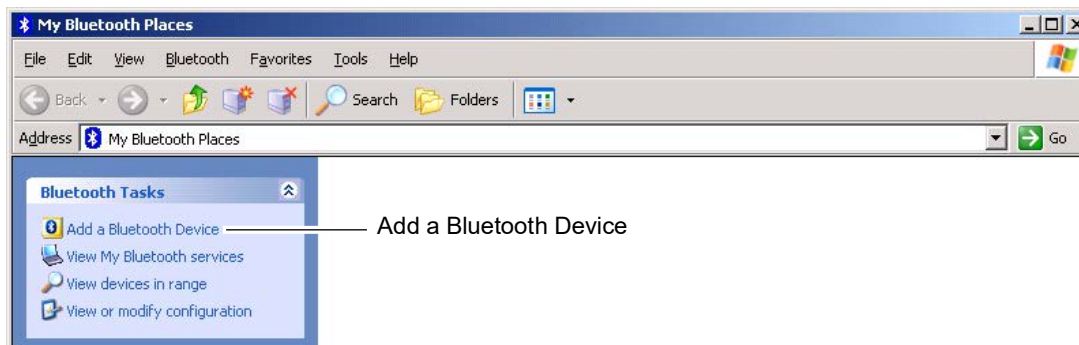 My Bluetooth Places
File Edit View Bluetooth Favorites Tools Help
Back Search Folders
Address My Bluetooth Places Go
Bluetooth Tasks
Add a Bluetooth Device Add a Bluetooth Device
View My Bluetooth services
View devices in range
View or modify configuration